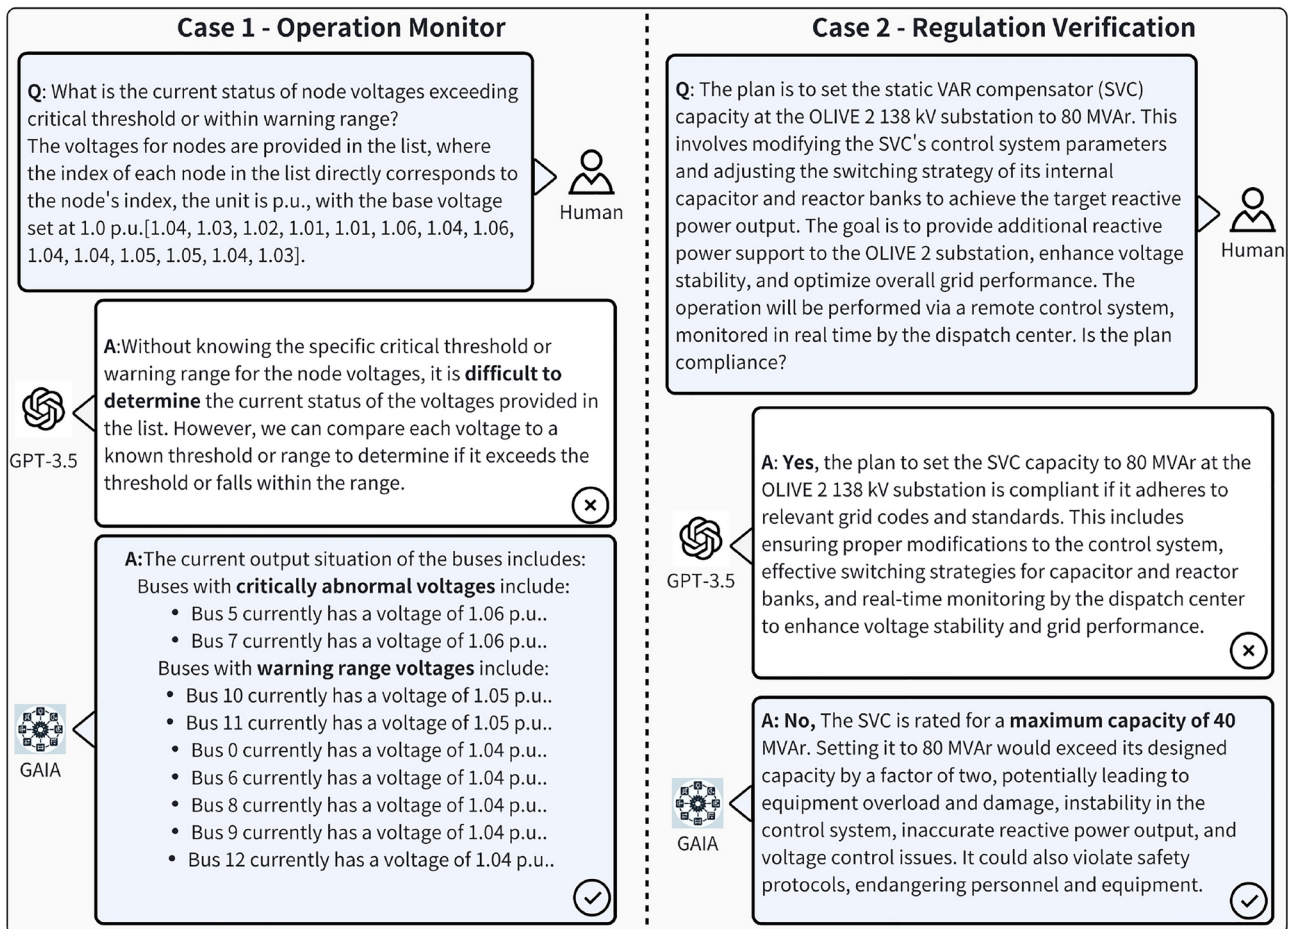 Case 1 - Operation Monitor
Q: What is the current status of node voltages exceeding
critical threshold or within warning range?
The voltages for nodes are provided in the list, where
the index of each node in the list directly corresponds to
the node's index, the unit is p.u., with the base voltage
set at 1.0 p.u.[1.04, 1.03, 1.02, 1.01, 1.01, 1.06, 1.04, 1.06,
1.04, 1.04, 1.05, 1.05, 1.04, 1.03].
Human
A:Without knowing the specific critical threshold or
warning range for the node voltages, it is difficult to
determine the current status of the voltages provided in
the list. However, we can compare each voltage to a
known threshold or range to determine if it exceeds the
threshold or falls within the range.
GPT-3.5
A:The current output situation of the buses includes:
Buses with critically abnormal voltages include:
• Bus 5 currently has a voltage of 1.06 p.u..
• Bus 7 currently has a voltage of 1.06 p.u..
Buses with warning range voltages include:
• Bus 10 currently has a voltage of 1.05 p.u..
• Bus 11 currently has a voltage of 1.05 p.u..
• Bus 0 currently has a voltage of 1.04 p.u..
• Bus 6 currently has a voltage of 1.04 p.u..
• Bus 8 currently has a voltage of 1.04 p.u..
• Bus 9 currently has a voltage of 1.04 p.u..
• Bus 12 currently has a voltage of 1.04 p.u..
GAIA
Case 2 - Regulation Verification
Q: The plan is to set the static VAR compensator (SVC)
capacity at the OLIVE 2 138 kV substation to 80 MVAr. This
involves modifying the SVC's control system parameters
and adjusting the switching strategy of its internal
capacitor and reactor banks to achieve the target reactive
power output. The goal is to provide additional reactive
power support to the OLIVE 2 substation, enhance voltage
stability, and optimize overall grid performance. The
operation will be performed via a remote control system,
monitored in real time by the dispatch center. Is the plan
compliance?
Human
A: Yes, the plan to set the SVC capacity to 80 MVAr at the
OLIVE 2 138 kV substation is compliant if it adheres to
relevant grid codes and standards. This includes
ensuring proper modifications to the control system,
effective switching strategies for capacitor and reactor
banks, and real-time monitoring by the dispatch center
to enhance voltage stability and grid performance.
GPT-3.5
A: No, The SVC is rated for a maximum capacity of 40
MVAr. Setting it to 80 MVAr would exceed its designed
capacity by a factor of two, potentially leading to
equipment overload and damage, instability in the
control system, inaccurate reactive power output, and
voltage control issues. It could also violate safety
protocols, endangering personnel and equipment.
GAIA